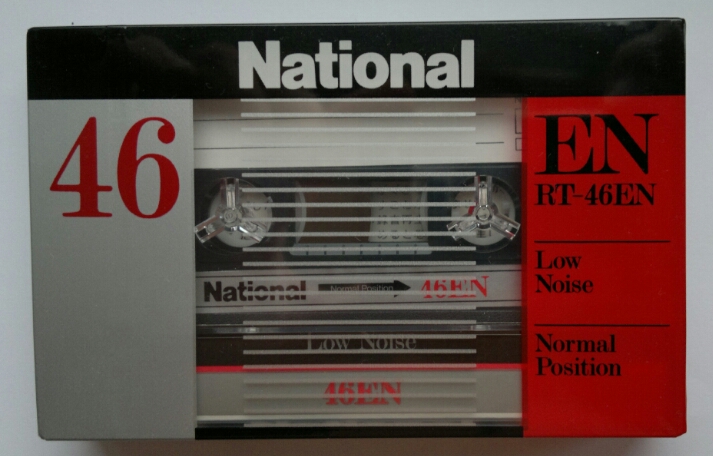 National
46
EN
RT-46EN
Low
Noise
Normal
Position
National Normal Position 46EN
Low Noise
46EN